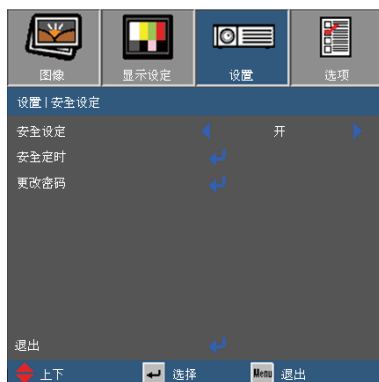 图像 显示设定 设置 选项
设置 | 安全设定
安全设定 开
安全定时
更改密码
退出
上下 选择 Menu 退出